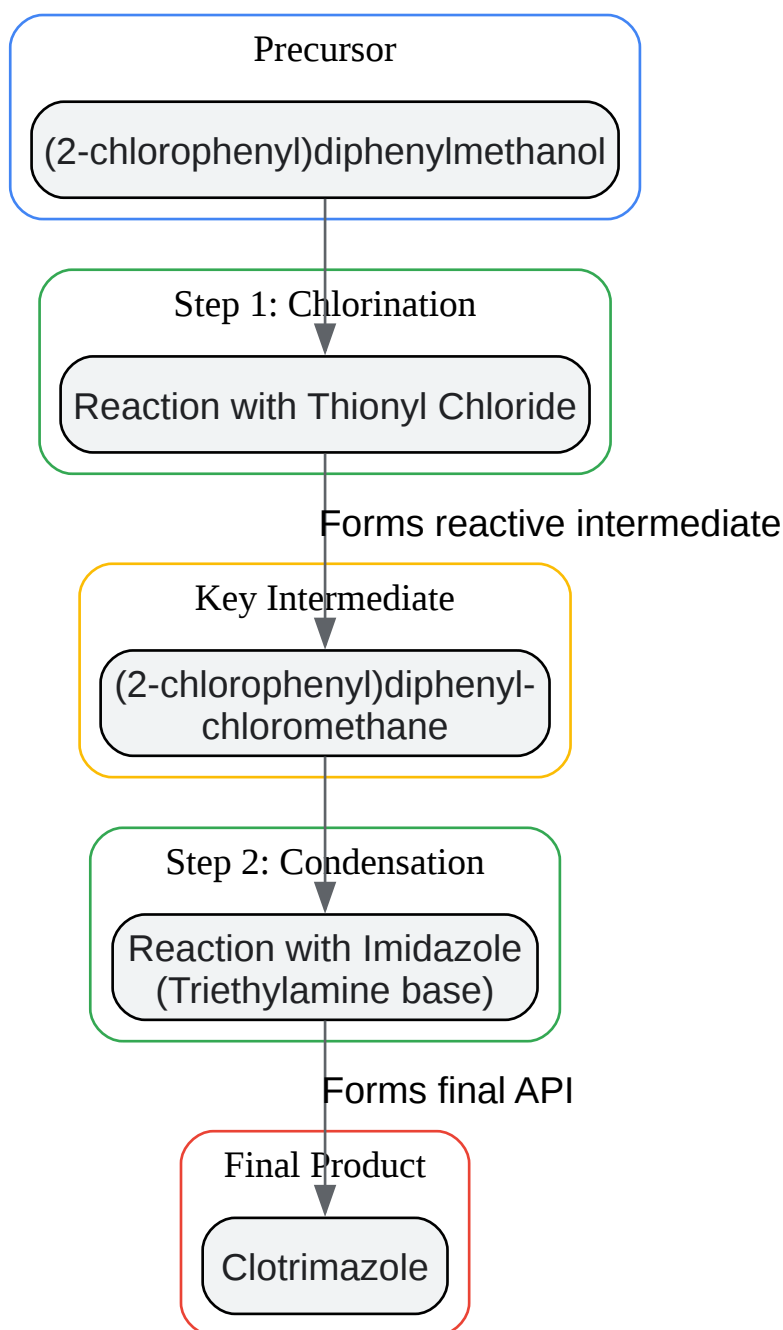 Precursor
(2-chlorophenyl)diphenylmethanol
Step 1: Chlorination
Reaction with Thionyl Chloride
Forms reactive intermediate
Key Intermediate
(2-chlorophenyl)diphenyl-
chloromethane
Step 2: Condensation
Reaction with Imidazole
(Triethylamine base)
Forms final API
Final Product
Clotrimazole